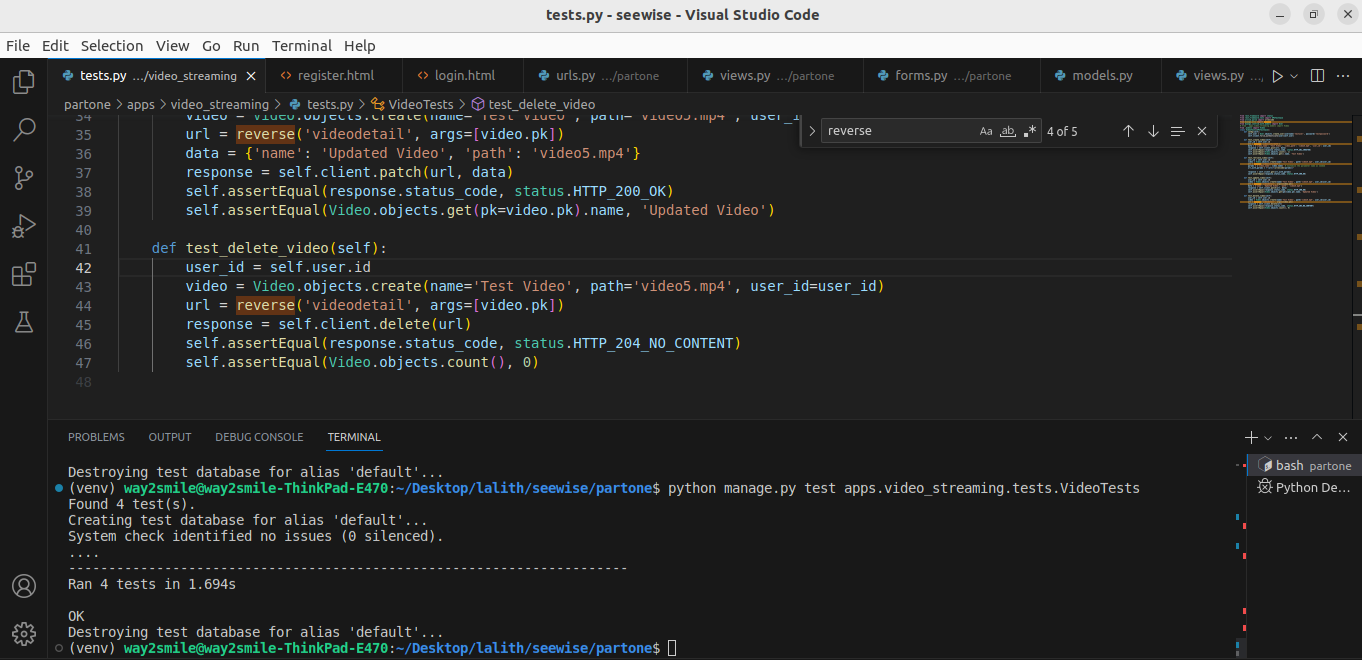 tests.py - seewise - Visual Studio Code
File Edit Selection View Go Run Terminal Help
tests.py .../video_streaming register.html login.html urls.py .../partone views.py .../partone forms.py .../partone models.py views.py ...
partone > apps > video_streaming > tests.py > VideoTests > test_delete_video
reverse Aa ab 4 of 5
34 video = Video.objects.create(name='Test Video', path='video5.mp4', user_i
35 url = reverse('videodetail', args=[video.pk])
36 data = {'name': 'Updated Video', 'path': 'video5.mp4'}
37 response = self.client.patch(url, data)
38 self.assertEqual(response.status_code, status.HTTP_200_OK)
39 self.assertEqual(Video.objects.get(pk=video.pk).name, 'Updated Video')
40
41 def test_delete_video(self):
42 user_id = self.user.id
43 video = Video.objects.create(name='Test Video', path='video5.mp4', user_id=user_id)
44 url = reverse('videodetail', args=[video.pk])
45 response = self.client.delete(url)
46 self.assertEqual(response.status_code, status.HTTP_204_NO_CONTENT)
47 self.assertEqual(Video.objects.count(), 0)
48
PROBLEMS OUTPUT DEBUG CONSOLE TERMINAL
Destroying test database for alias 'default'...
(venv) way2smile@way2smile-ThinkPad-E470:~/Desktop/lalith/seewise/partone$ python manage.py test apps.video_streaming.tests.VideoTests
Found 4 test(s).
Creating test database for alias 'default'...
System check identified no issues (0 silenced).
....
----------------------------------------------------------------------
Ran 4 tests in 1.694s
OK
Destroying test database for alias 'default'...
(venv) way2smile@way2smile-ThinkPad-E470:~/Desktop/lalith/seewise/partone$
bash partone
Python De...